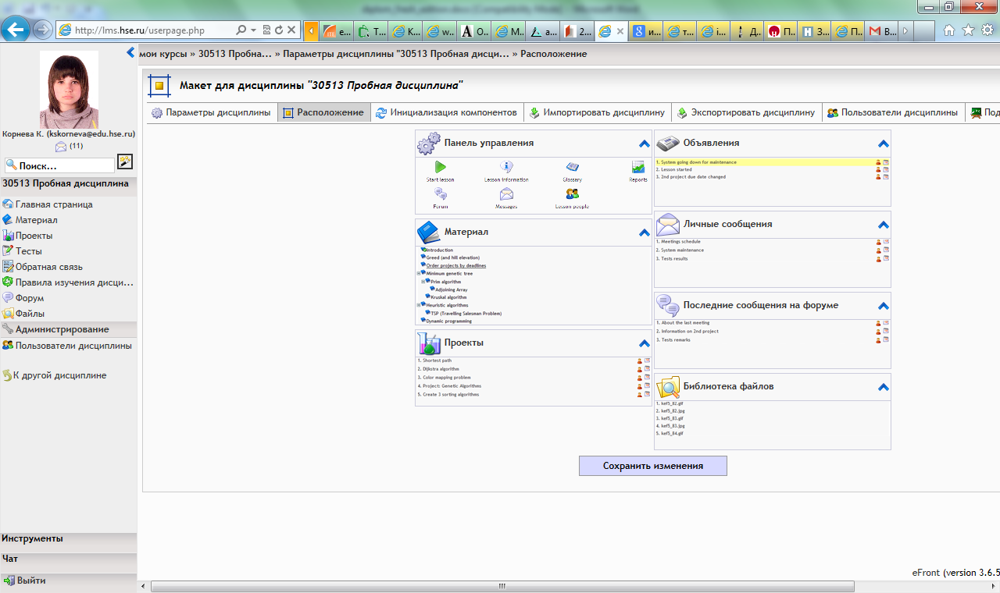 http://lms.hse.ru/userpage.php
e...
T...
K...
w...
O...
M...
a...
2...
и...
т...
i...
Д...
П...
З...
П...
В...
мои курсы » 30513 Пробна... » Параметры дисциплины "30513 Пробная дисци... » Расположение
Корнева К. (kskorneva@edu.hse.ru)
(11)
Поиск...
30513 Пробная дисциплина
Главная страница
Материал
Проекты
Тесты
Обратная связь
Правила изучения дисци...
Форум
Файлы
Администрирование
Пользователи дисциплины
К другой дисциплине
Инструменты
Чат
Выйти
Макет для дисциплины "30513 Пробная дисциплина"
Параметры дисциплины
Расположение
Инициализация компонентов
Импортировать дисциплину
Экспортировать дисциплину
Пользователи дисциплины
Под
Панель управления
Start lesson
Lesson information
Glossary
Reports
Forum
Messages
Lesson people
Материал
Introduction
Greed (and hill elevation)
Order projects by deadlines
Minimum genetic tree
Prim algorithm
Adjoining Array
Kruskal algorithm
Heuristic algorithms
TSP (Travelling Salesman Problem)
Dynamic programming
Проекты
1. Shortest path
2. Dijkstra algorithm
3. Color mapping problem
4. Project: Genetic Algorithms
5. Create 3 sorting algorithms
Объявления
1. System going down for maintenance
2. Lesson started
3. 2nd project due date changed
Личные сообщения
1. Meetings schedule
2. System maintenance
3. Tests results
Последние сообщения на форуме
1. About the last meeting
2. Information on 2nd project
3. Tests remarks
Библиотека файлов
1. kef5_82.gif
2. kef5_82.jpg
3. kef5_83.gif
4. kef5_83.jpg
5. kef5_84.gif
Сохранить изменения
eFront (version 3.6.5